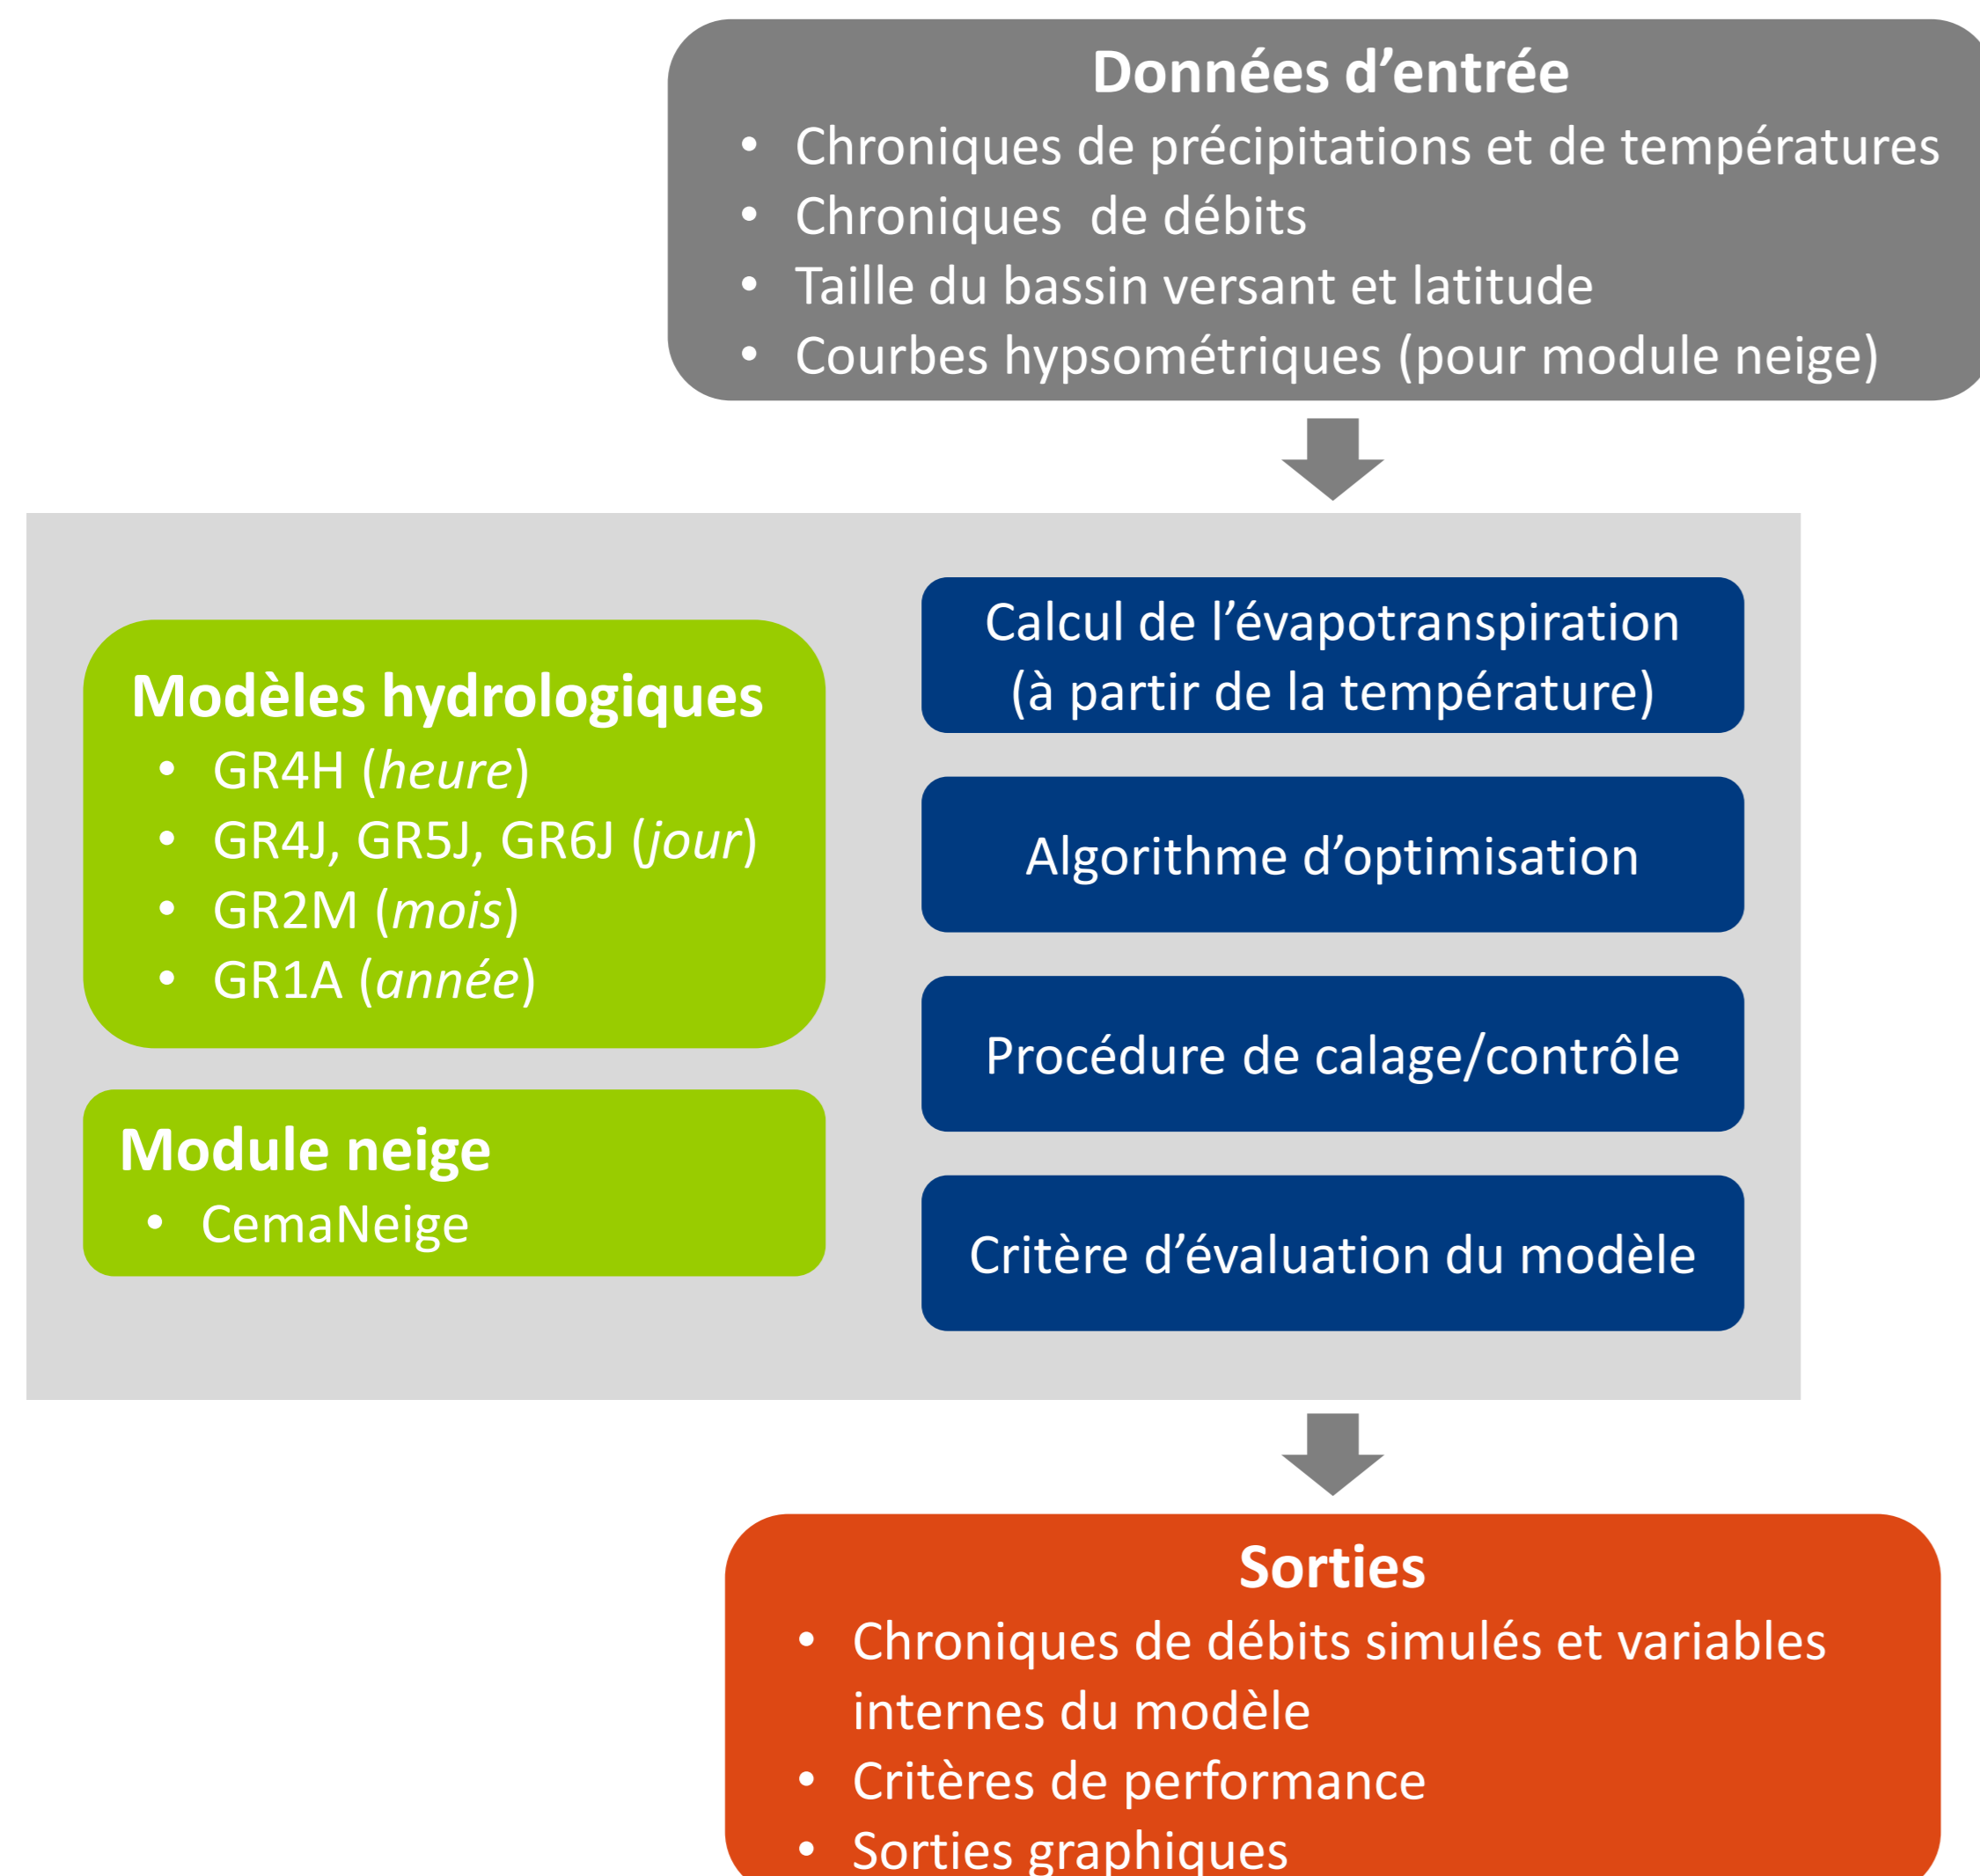 Données d’entrée
• Chroniques de précipitations et de températures
• Chroniques de débits
• Taille du bassin versant et latitude
• Courbes hypsométriques (pour module neige)
Modèles hydrologiques
• GR4H (heure)
• GR4J, GR5J, GR6J (jour)
• GR2M (mois)
• GR1A (année)
Module neige
• CemaNeige
Calcul de l’évapotranspiration
(à partir de la température)
Algorithme d’optimisation
Procédure de calage/contrôle
Critère d’évaluation du modèle
Sorties
• Chroniques de débits simulés et variables
internes du modèle
• Critères de performance
• Sorties graphiques